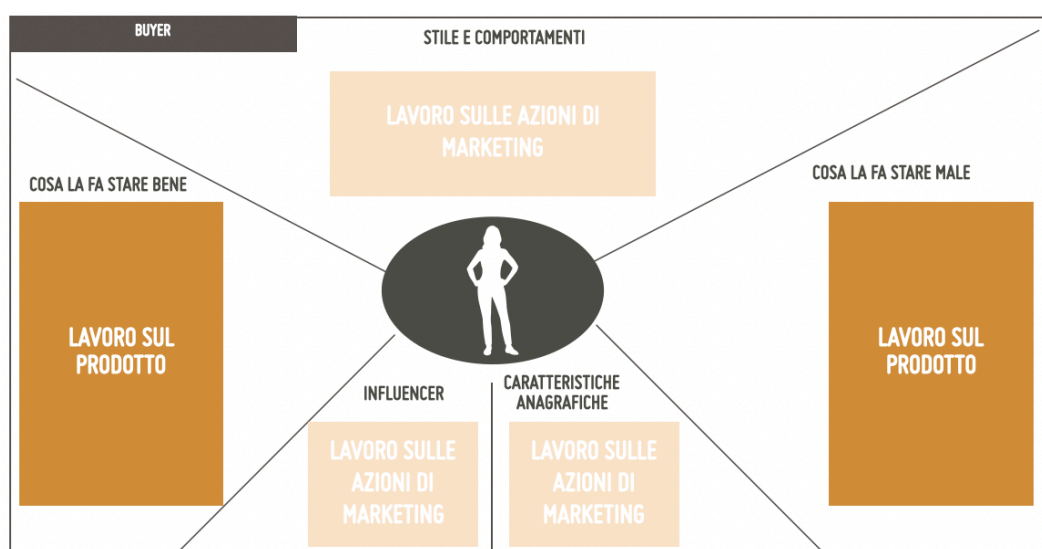 BUYER
STILE E COMPORTAMENTI
LAVORO SULLE AZIONI DI
MARKETING
COSA LA FA STARE BENE
COSA LA FA STARE MALE
LAVORO SUL
PRODOTTO
LAVORO SUL
PRODOTTO
INFLUENCER
CARATTERISTICHE
ANAGRAFICHE
LAVORO SULLE
AZIONI DI
MARKETING
LAVORO SULLE
AZIONI DI
MARKETING